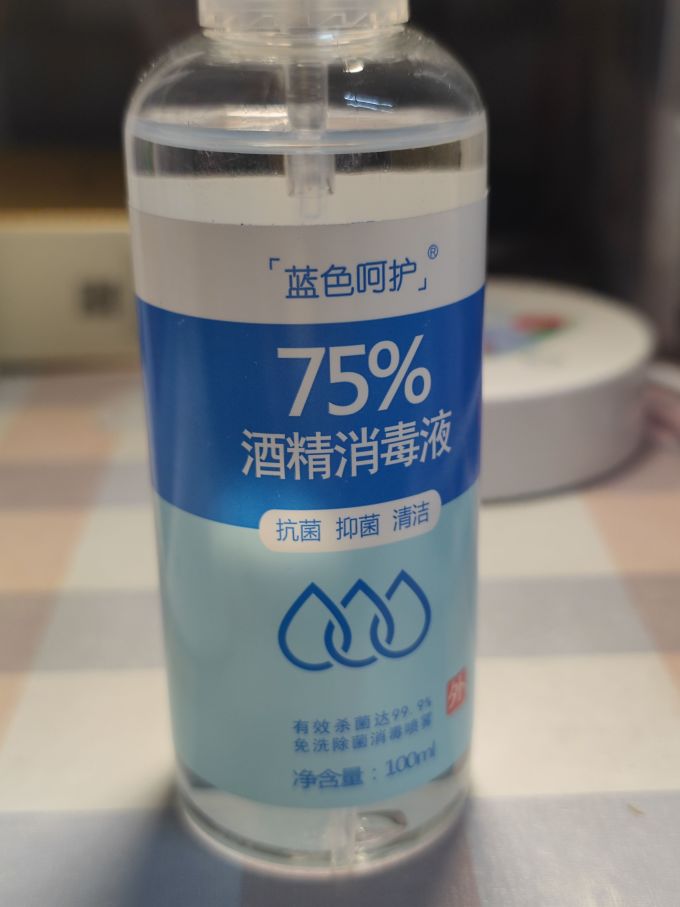 「蓝色呵护」®
75%
酒精消毒液
抗菌 抑菌 清洁
外
有效杀菌达99.9%
免洗除菌消毒喷雾
净含量：100ml